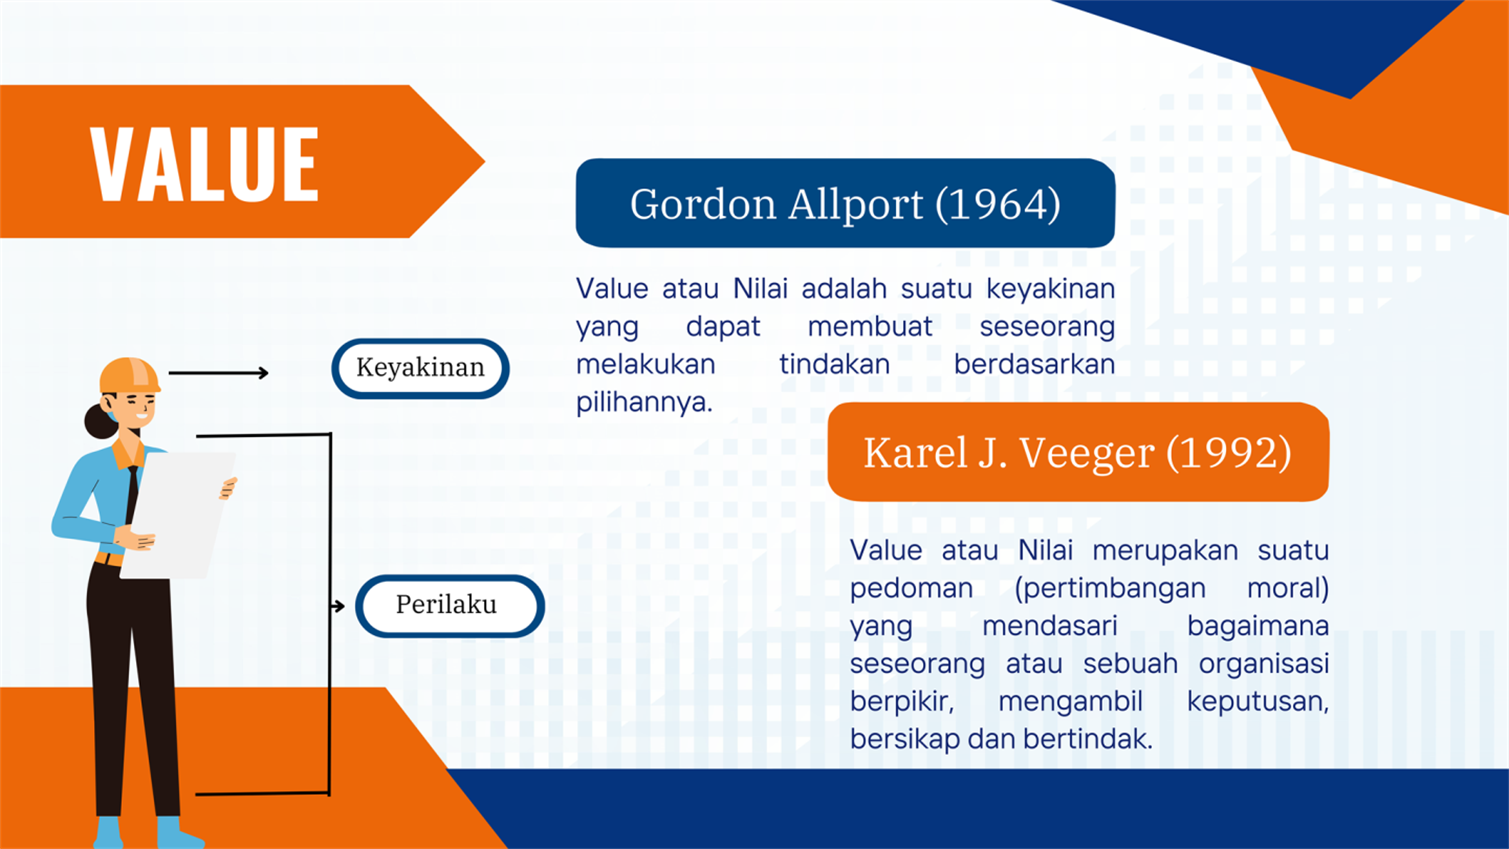 VALUE
Gordon Allport (1964)
Value atau Nilai adalah suatu keyakinan
yang dapat membuat seseorang
melakukan tindakan berdasarkan
pilihannya.
Keyakinan
Karel J. Veeger (1992)
Value atau Nilai merupakan suatu
pedoman (pertimbangan moral)
yang mendasari bagaimana
seseorang atau sebuah organisasi
berpikir, mengambil keputusan,
bersikap dan bertindak.
Perilaku